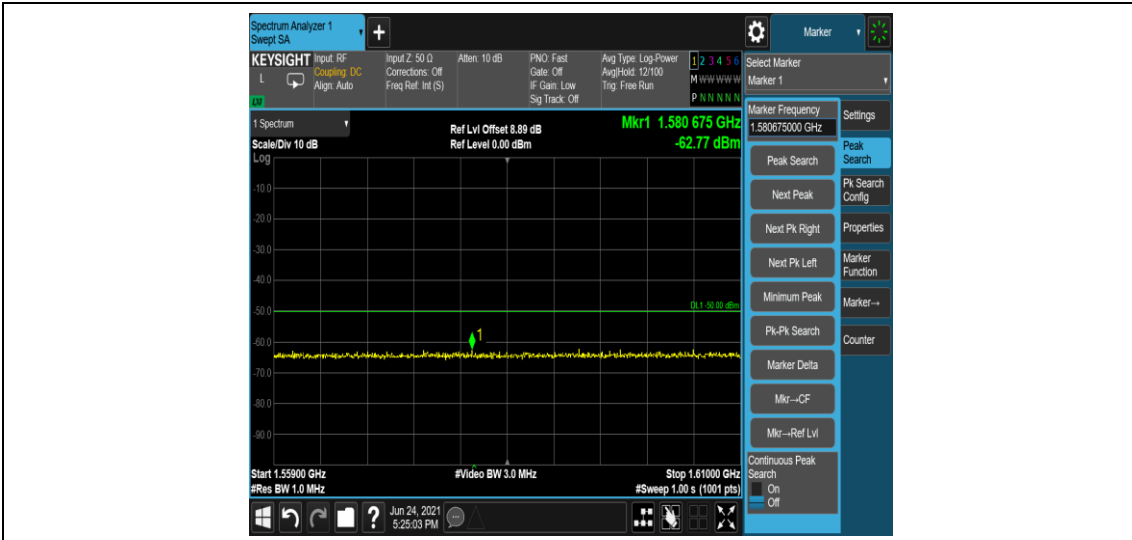 Spectrum Analyzer 1
Swept SA
+
Marker
KEYSIGHT
L
LXI
Input: RF
Coupling: DC
Align: Auto
Input Z: 50 Ω
Corrections: Off
Freq Ref: Int (S)
Atten: 10 dB
PNO: Fast
Gate: Off
IF Gain: Low
Sig Track: Off
Avg Type: Log-Power
Avg|Hold: 12/100
Trig: Free Run
1 2 3 4 5 6
M W W W W W
P N N N N N
Select Marker
Marker 1
1 Spectrum
Scale/Div 10 dB
Log
Ref Lvl Offset 8.89 dB
Ref Level 0.00 dBm
Mkr1 1.580 675 GHz
-62.77 dBm
-10.0
-20.0
-30.0
-40.0
-50.0
-60.0
-70.0
-80.0
-90.0
DL1 -50.00 dBm
1
Start 1.55900 GHz
#Res BW 1.0 MHz
#Video BW 3.0 MHz
Stop 1.61000 GHz
#Sweep 1.00 s (1001 pts)
Marker Frequency
1.580675000 GHz
Peak Search
Next Peak
Next Pk Right
Next Pk Left
Minimum Peak
Pk-Pk Search
Marker Delta
Mkr→CF
Mkr→Ref Lvl
Continuous Peak
Search
On
Off
Settings
Peak
Search
Pk Search
Config
Properties
Marker
Function
Marker→
Counter
?
Jun 24, 2021
5:25:03 PM